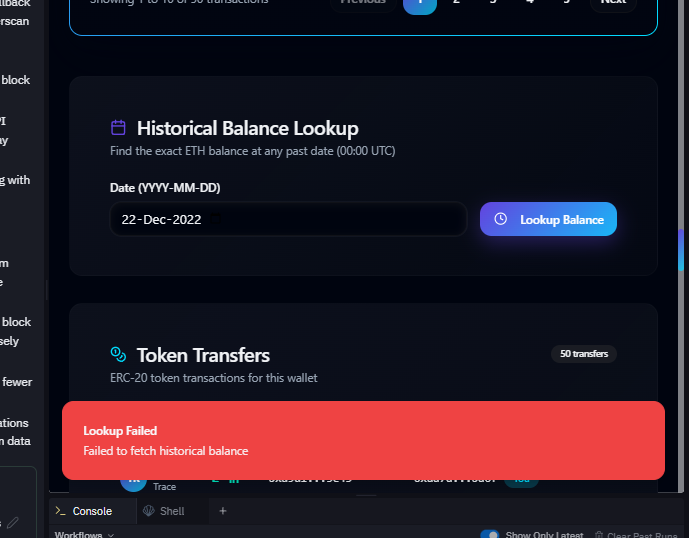 llback
Showing 1 to 10 of 50 transactions
Previous
1
2
3
4
5
Next
erscan
block
PI
ay
g with
m
e
block
sely
fewer
ations
n data
Historical Balance Lookup
Find the exact ETH balance at any past date (00:00 UTC)
Date (YYYY-MM-DD)
22-Dec-2022
Lookup Balance
Token Transfers
50 transfers
ERC-20 token transactions for this wallet
Lookup Failed
Failed to fetch historical balance
Trace
Console
Shell
Workflows
Show Only Latest
Clear Past Runs